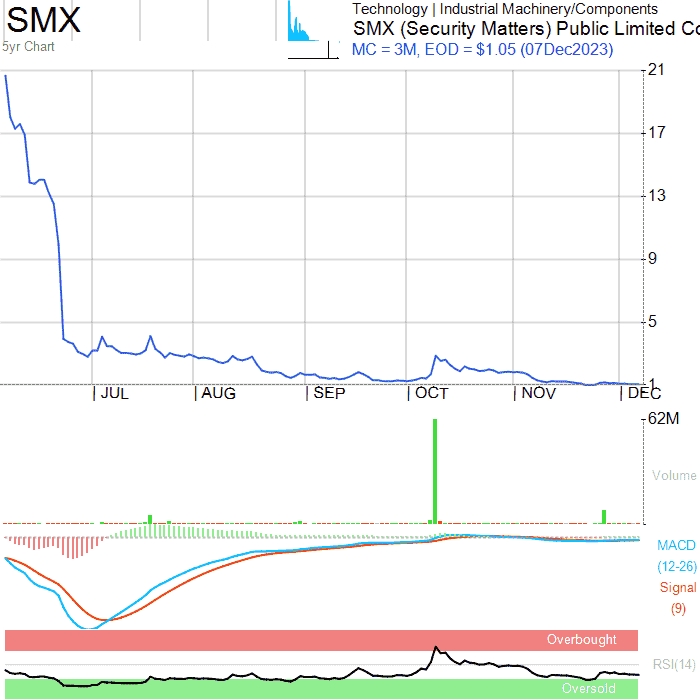 SMX
5yr Chart
Technology | Industrial Machinery/Components
SMX (Security Matters) Public Limited Co
MC = 3M, EOD = $1.05 (07Dec2023)
21
17
13
9
5
1
JUL
AUG
SEP
OCT
NOV
DEC
62M
Volume
MACD
(12-26)
Signal
(9)
Overbought
RSI(14)
Oversold